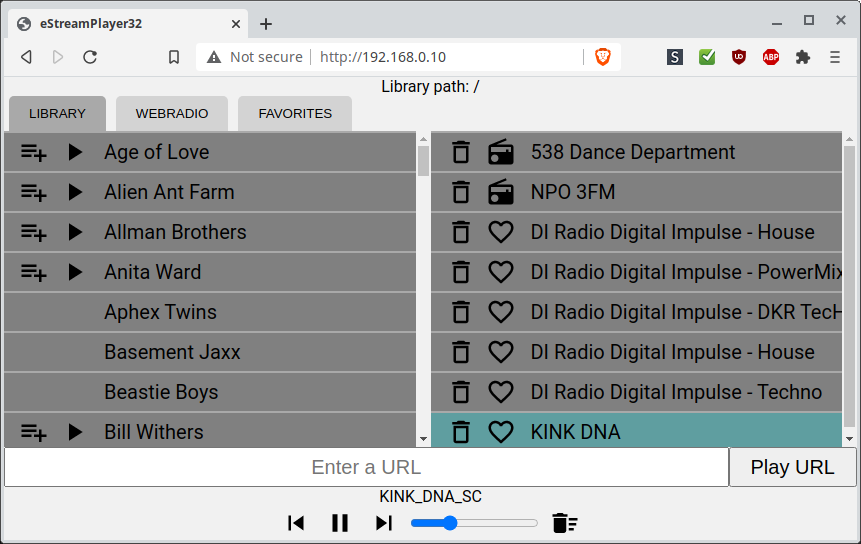 eStreamPlayer32
Not secure http://192.168.0.10
S
UD
ABP
Library path: /
LIBRARY
WEBRADIO
FAVORITES
Age of Love
Alien Ant Farm
Allman Brothers
Anita Ward
Aphex Twins
Basement Jaxx
Beastie Boys
Bill Withers
538 Dance Department
NPO 3FM
DI Radio Digital Impulse - House
DI Radio Digital Impulse - PowerMix
DI Radio Digital Impulse - DKR TecH
DI Radio Digital Impulse - House
DI Radio Digital Impulse - Techno
KINK DNA
Enter a URL
Play URL
KINK_DNA_SC